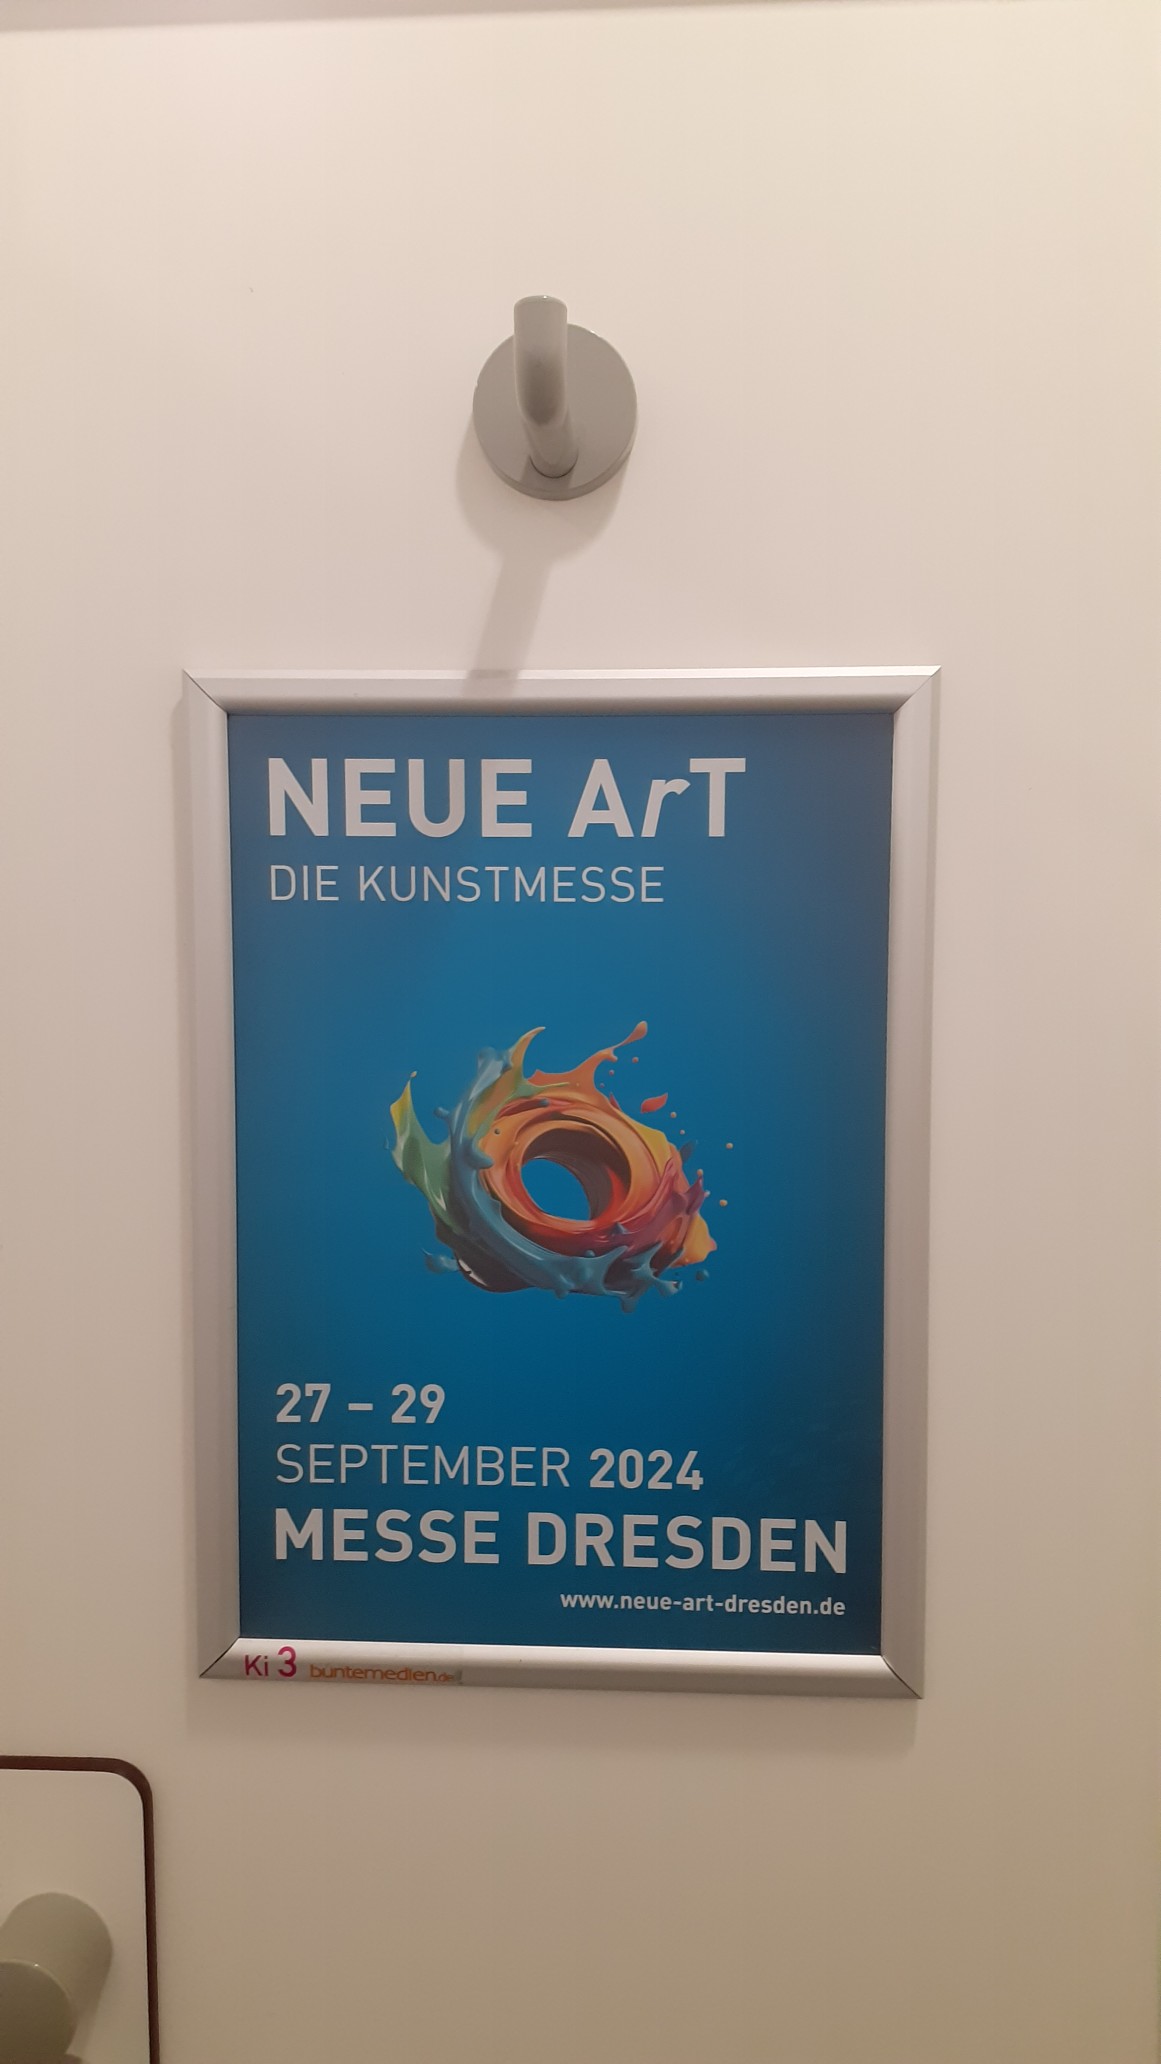 NEUE ArT
DIE KUNSTMESSE
27 – 29
SEPTEMBER 2024
MESSE DRESDEN
www.neue-art-dresden.de
Ki 3 buntemedien.de